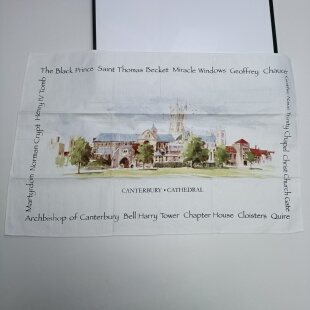 The Black Prince Saint Thomas Becket Miracle Windows Geoffrey Chaucer
Trinity Chapel Christ Church Gate
Martyrdom Norman Crypt Henry IV Tomb
CANTERBURY • CATHEDRAL
Archbishop of Canterbury Bell Harry Tower Chapter House Cloisters Quire